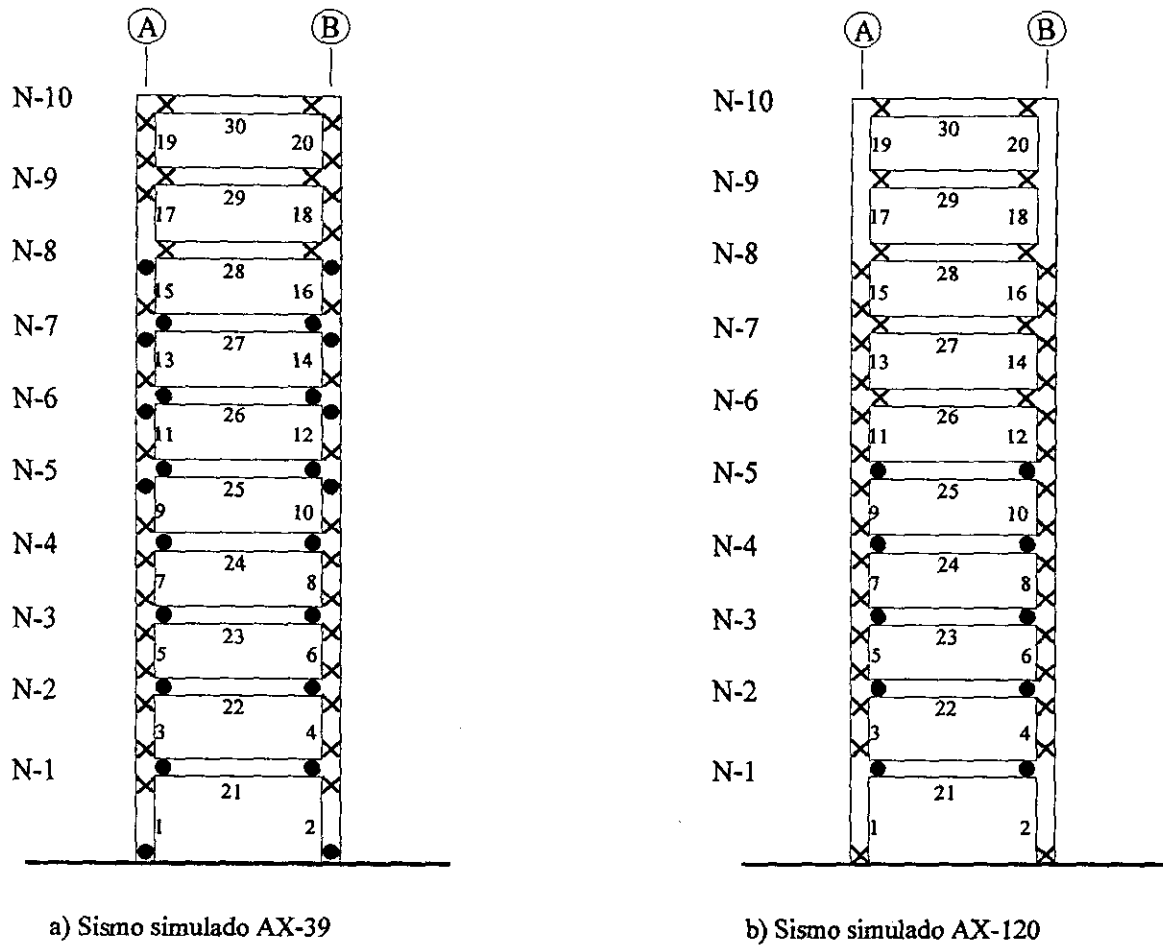 A B
N-10
30
19 20
N-9
29
17 18
N-8
28
15 16
N-7
27
13 14
N-6
26
11 12
N-5
25
9 10
N-4
24
7 8
N-3
23
5 6
N-2
22
3 4
N-1
21
1 2
a) Sismo simulado AX-39
A B
N-10
30
19 20
N-9
29
17 18
N-8
28
15 16
N-7
27
13 14
N-6
26
11 12
N-5
25
9 10
N-4
24
7 8
N-3
23
5 6
N-2
22
3 4
N-1
21
1 2
b) Sismo simulado AX-120